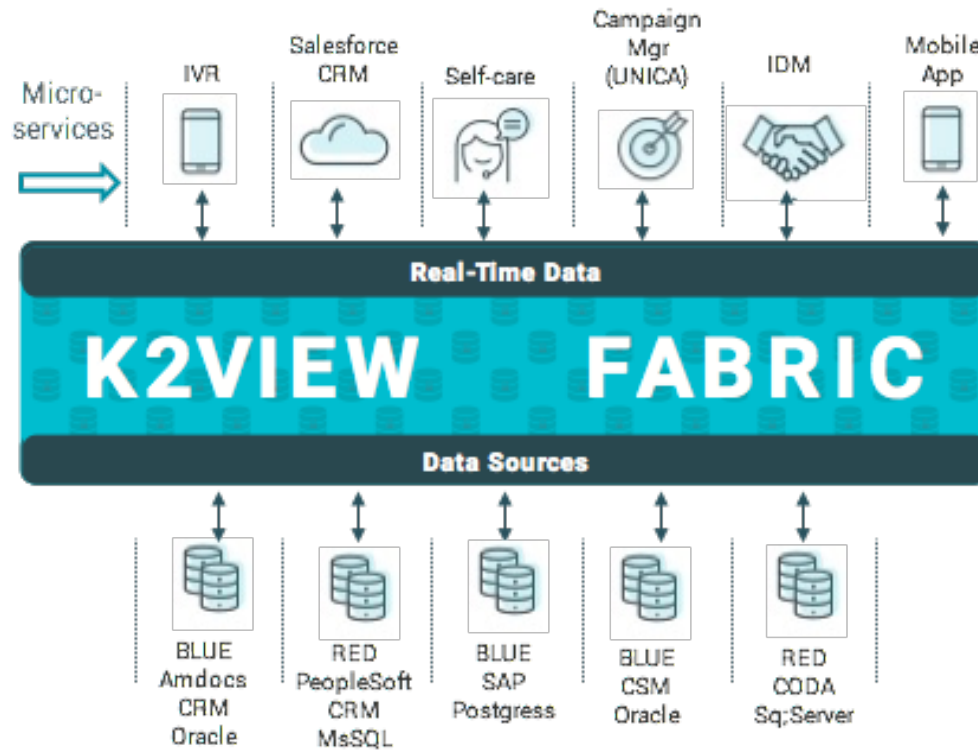 Micro-
services
IVR
Salesforce
CRM
Self-care
Campaign
Mgr
(UNICA)
IDM
Mobile
App
Real-Time Data
K2VIEW FABRIC
Data Sources
BLUE
Amdocs
CRM
Oracle
RED
PeopleSoft
CRM
MsSQL
BLUE
SAP
Postgress
BLUE
CSM
Oracle
RED
CODA
Sq;Server